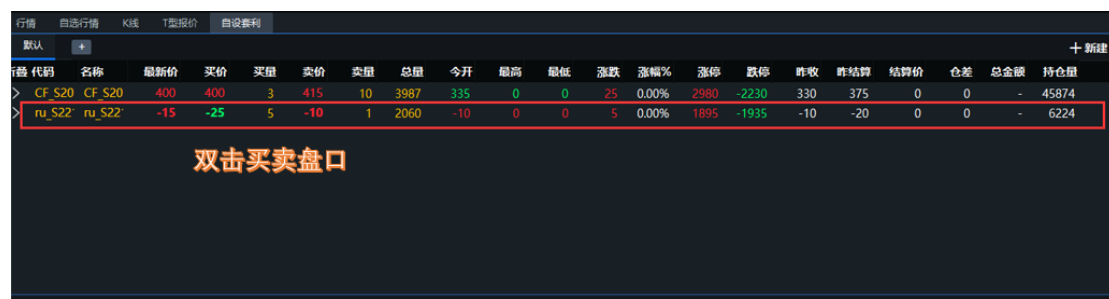 行情 自选行情 K线 T型报价 自设套利
默认 + + 新建
折叠 代码 名称 最新价 买价 买量 卖价 卖量 总量 今开 最高 最低 涨跌 涨幅% 涨停 跌停 昨收 昨结算 结算价 仓差 总金额 持仓量
> CF_S20 CF_S20 400 400 3 415 10 3987 335 0 0 25 0.00% 2980 -2230 330 375 0 0 - 45874
> ru_S22 ru_S22 -15 -25 5 -10 1 2060 -10 0 0 5 0.00% 1895 -1935 -10 -20 0 0 - 6224
双击买卖盘口